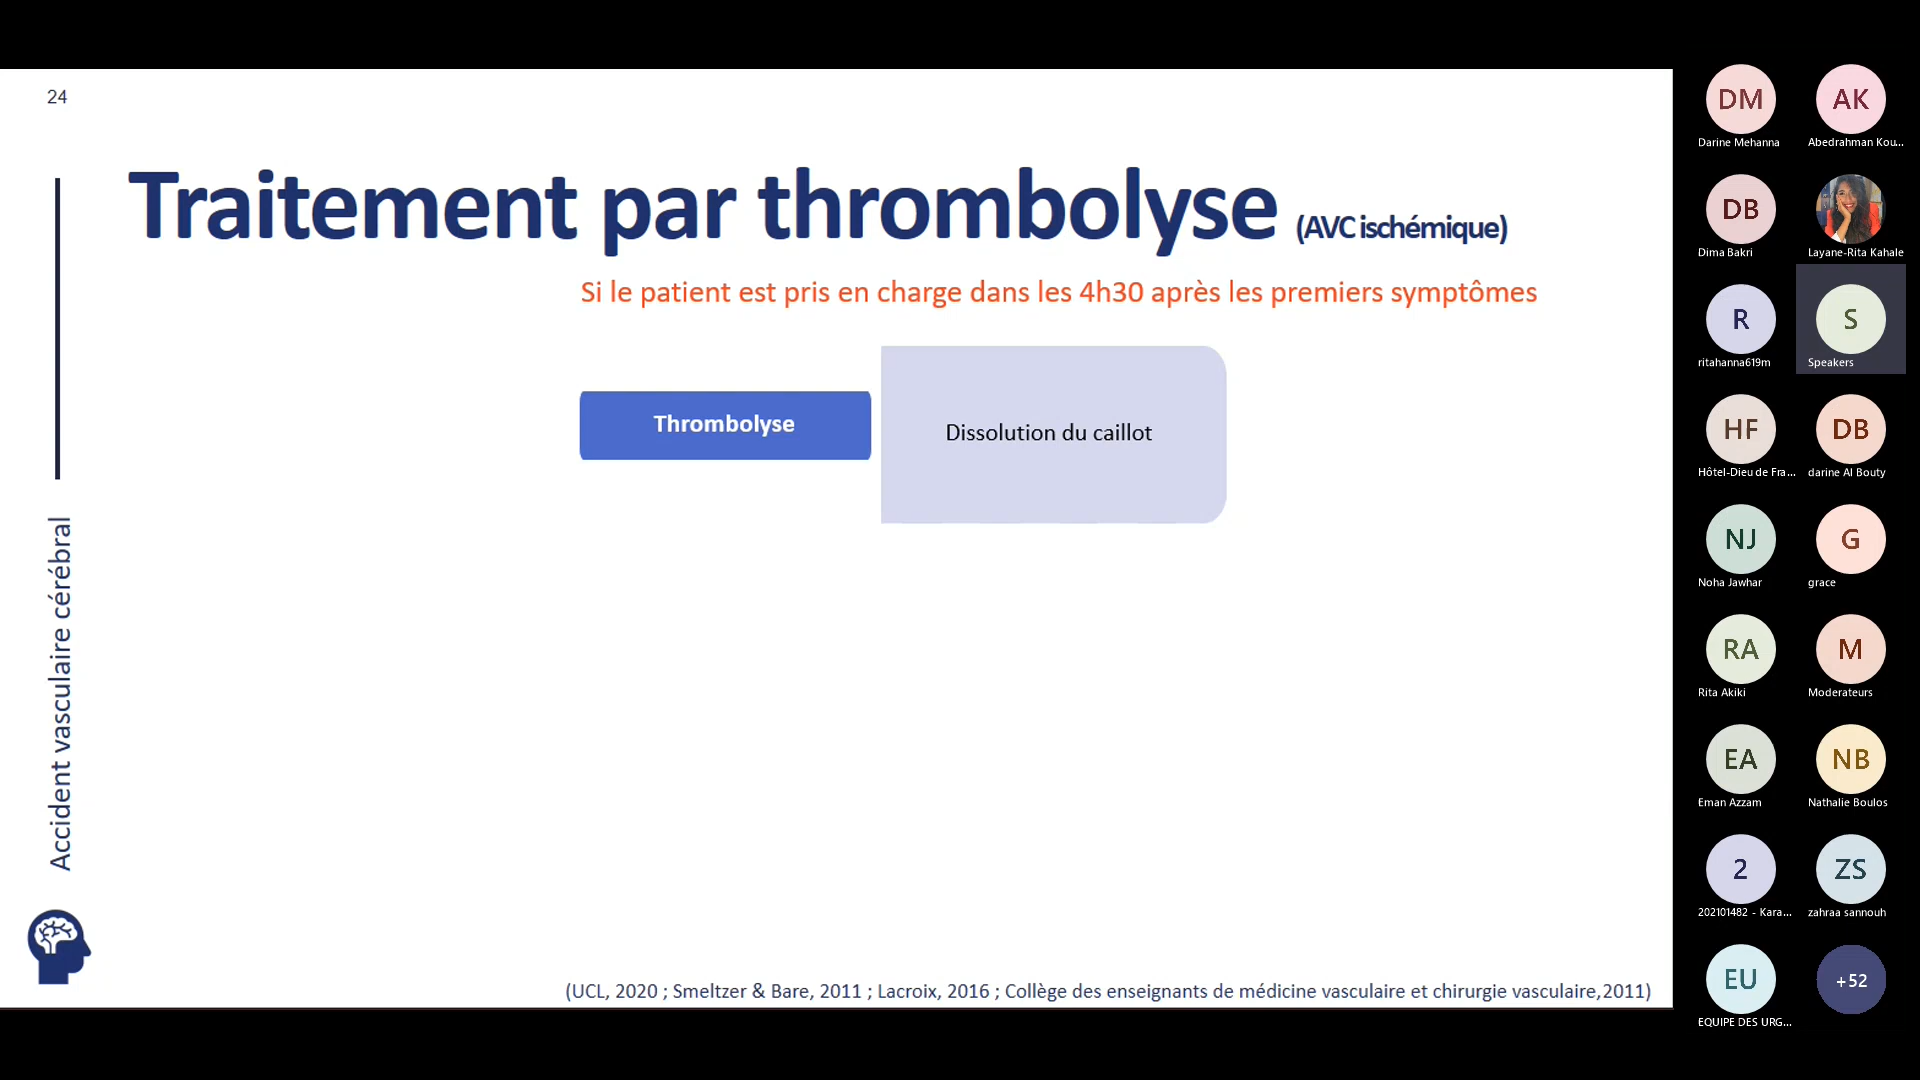 24
Traitement par thrombolyse (AVC ischémique)
Si le patient est pris en charge dans les 4h30 après les premiers symptômes
Thrombolyse
Dissolution du caillot
Accident vasculaire cérébral
(UCL, 2020 ; Smeltzer & Bare, 2011 ; Lacroix, 2016 ; Collège des enseignants de médicine vasculaire et chirurgie vasculaire,2011)
DM
Darine Mehanna
AK
Abedrahman Kou...
DB
Dima Bakri
Layane-Rita Kahale
R
ritahanna619m
S
Speakers
HF
Hôtel-Dieu de Fra...
DB
darine Al Bouty
NJ
Noha Jawhar
G
grace
RA
Rita Akiki
M
Moderateurs
EA
Eman Azzam
NB
Nathalie Boulos
2
202101482 - Kara...
ZS
zahraa sannouh
EU
EQUIPE DES URG...
+52